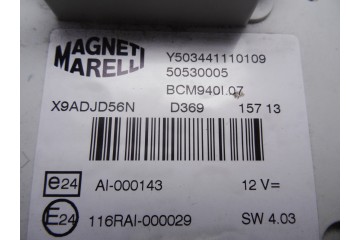 MAGNETI
MARELLI
Y503441110109
50530005
BCM940I.07
X9ADJD56N D369 157 13
e24 AI-000143 12 V=
E24 116RAI-000029 SW 4.03